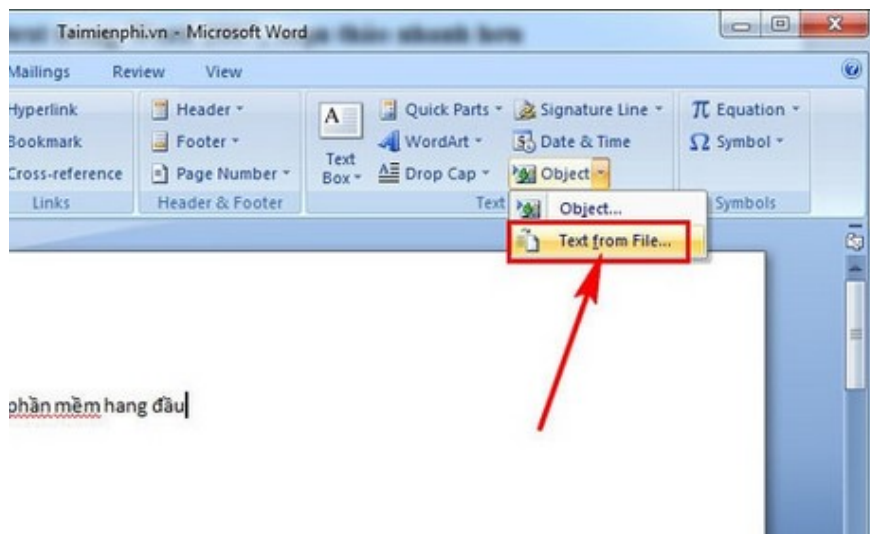 Taimienphi.vn - Microsoft Word
Mailings Review View
Hyperlink Header Quick Parts Signature Line π Equation
Bookmark Footer A WordArt Date & Time Ω Symbol
Cross-reference Page Number Text Box Drop Cap Object
Links Header & Footer Text Symbols
Object...
Text from File...
phần mềm hang đầu